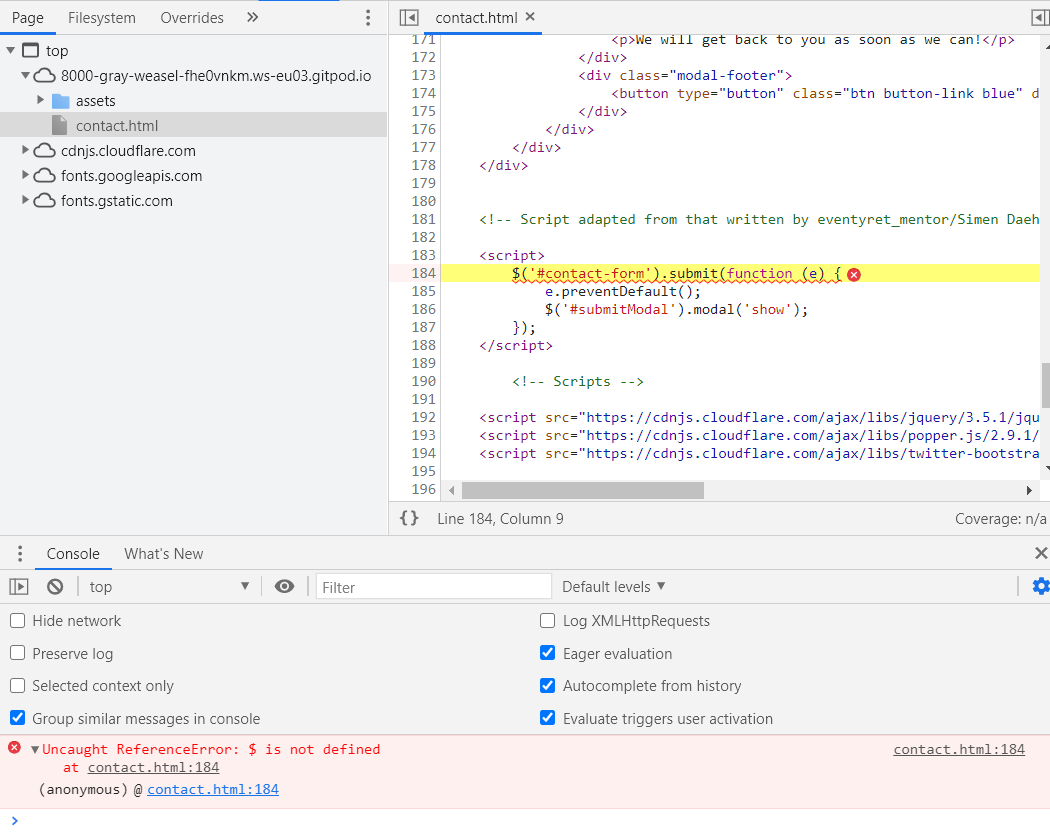 Page Filesystem Overrides »
top
8000-gray-weasel-fhe0vnkm.ws-eu03.gitpod.io
assets
contact.html
cdnjs.cloudflare.com
fonts.googleapis.com
fonts.gstatic.com
contact.html ×
171 <p>We will get back to you as soon as we can!</p>
172 </div>
173 <div class="modal-footer">
174 <button type="button" class="btn button-link blue" d
175 </div>
176 </div>
177 </div>
178 </div>
179
180
181 <!-- Script adapted from that written by eventyret_mentor/Simen Daeh
182
183 <script>
184 $('#contact-form').submit(function (e) {
185 e.preventDefault();
186 $('#submitModal').modal('show');
187 });
188 </script>
189
190 <!-- Scripts -->
191
192 <script src="https://cdnjs.cloudflare.com/ajax/libs/jquery/3.5.1/jqu
193 <script src="https://cdnjs.cloudflare.com/ajax/libs/popper.js/2.9.1/
194 <script src="https://cdnjs.cloudflare.com/ajax/libs/twitter-bootstra
195
196
{} Line 184, Column 9 Coverage: n/a
Console What's New
top Filter Default levels
Hide network Log XMLHttpRequests
Preserve log Eager evaluation
Selected context only Autocomplete from history
Group similar messages in console Evaluate triggers user activation
Uncaught ReferenceError: $ is not defined contact.html:184
at contact.html:184
(anonymous) @ contact.html:184